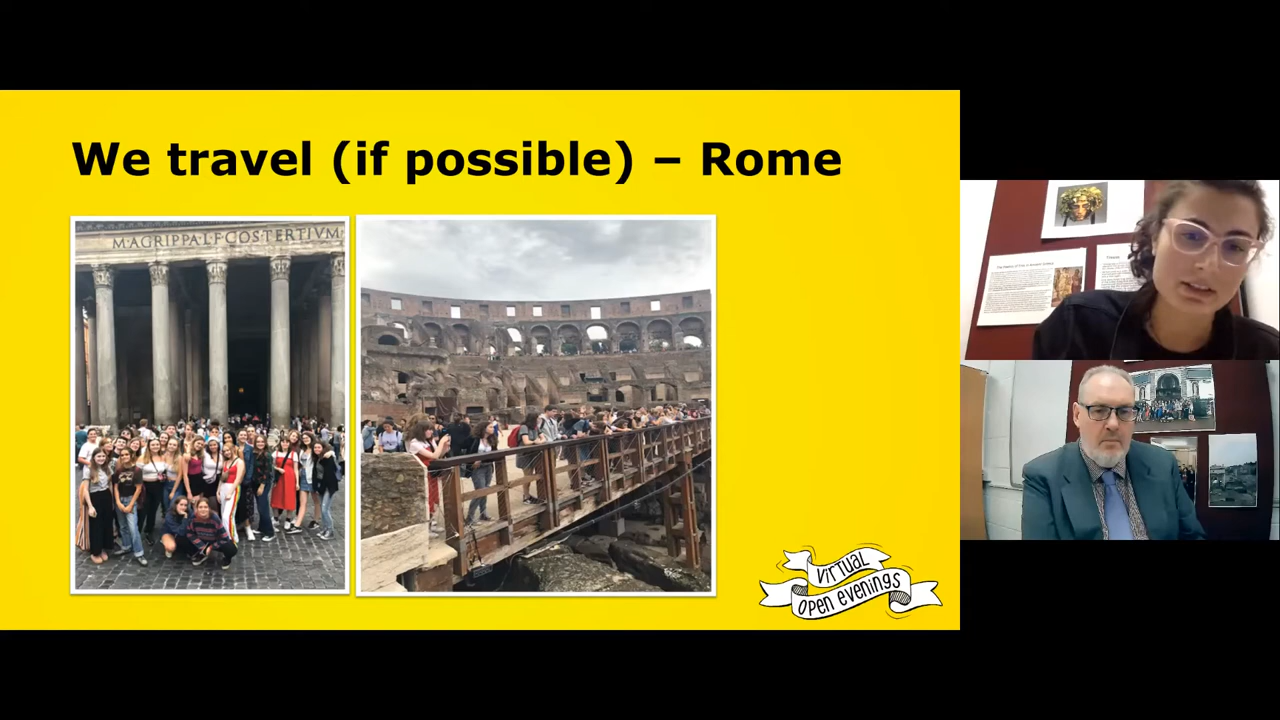 We travel (if possible) – Rome
M·AGRIPPA·L·F·COS·TERTIVM
VIRTUAL
OPEN EVENINGS